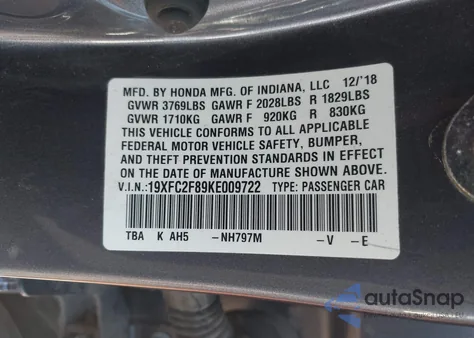 MFD. BY HONDA MFG. OF INDIANA, LLC 12/'18
GVWR 3769LBS GAWR F 2028LBS R 1829LBS
GVWR 1710KG GAWR F 920KG R 830KG
THIS VEHICLE CONFORMS TO ALL APPLICABLE
FEDERAL MOTOR VEHICLE SAFETY, BUMPER,
AND THEFT PREVENTION STANDARDS IN EFFECT
ON THE DATE OF MANUFACTURE SHOWN ABOVE.
V.I.N.:19XFC2F89KE009722 TYPE: PASSENGER CAR
TBA K AH5 -NH797M -V -E
autoSnap